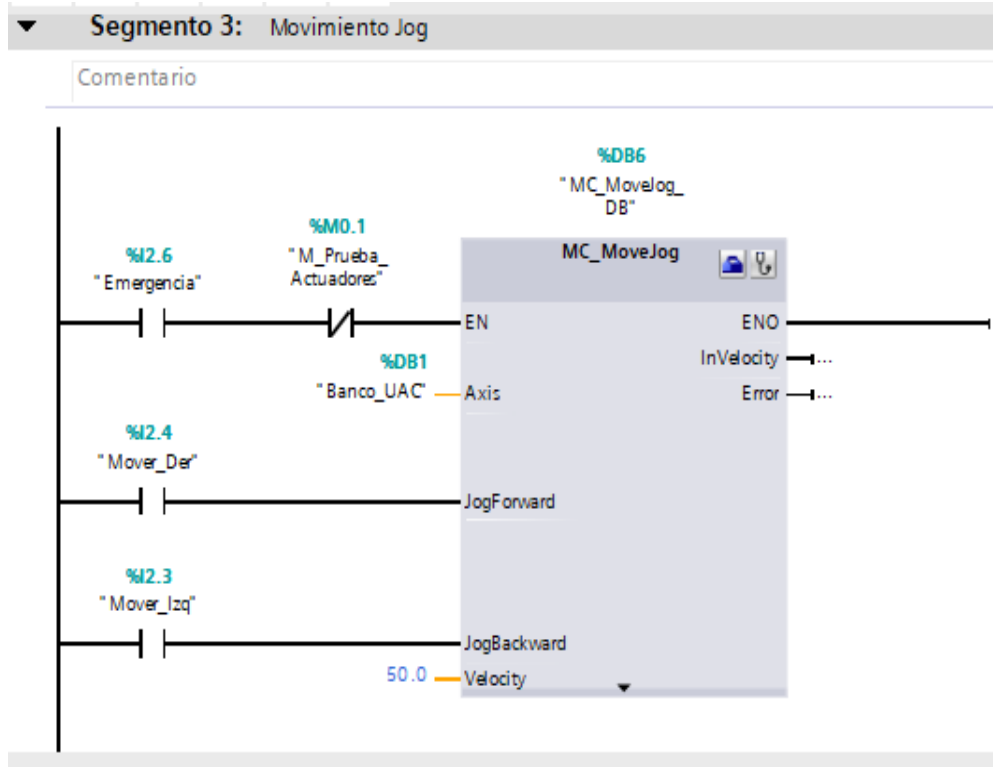 Segmento 3: Movimiento Jog
Comentario
%DB6
"MC_MoveJog_
DB"
%M0.1
"M_Prueba_
Actuadores"
%I2.6
"Emergencia"
MC_MoveJog
EN
ENO
InVelocity
...
%DB1
"Banco_UAC"
Axis
Error
...
%I2.4
"Mover_Der"
JogForward
%I2.3
"Mover_Izq"
JogBackward
50.0
Velocity